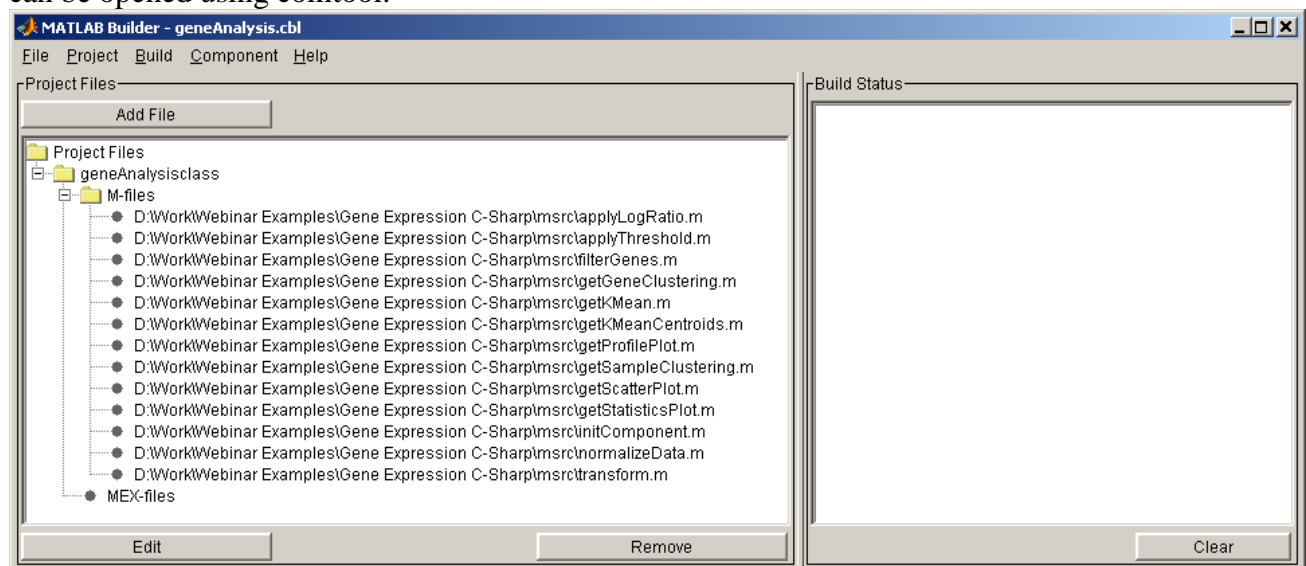 can be opened using comtool.
MATLAB Builder - geneAnalysis.cbl
File Project Build Component Help
Project Files
Add File
Project Files
geneAnalysisclass
M-files
D:\Work\Webinar Examples\Gene Expression C-Sharp\msrc\applyLogRatio.m
D:\Work\Webinar Examples\Gene Expression C-Sharp\msrc\applyThreshold.m
D:\Work\Webinar Examples\Gene Expression C-Sharp\msrc\filterGenes.m
D:\Work\Webinar Examples\Gene Expression C-Sharp\msrc\getGeneClustering.m
D:\Work\Webinar Examples\Gene Expression C-Sharp\msrc\getKMean.m
D:\Work\Webinar Examples\Gene Expression C-Sharp\msrc\getKMeanCentroids.m
D:\Work\Webinar Examples\Gene Expression C-Sharp\msrc\getProfilePlot.m
D:\Work\Webinar Examples\Gene Expression C-Sharp\msrc\getSampleClustering.m
D:\Work\Webinar Examples\Gene Expression C-Sharp\msrc\getScatterPlot.m
D:\Work\Webinar Examples\Gene Expression C-Sharp\msrc\getStatisticsPlot.m
D:\Work\Webinar Examples\Gene Expression C-Sharp\msrc\initComponent.m
D:\Work\Webinar Examples\Gene Expression C-Sharp\msrc\normalizeData.m
D:\Work\Webinar Examples\Gene Expression C-Sharp\msrc\transform.m
MEX-files
Edit
Remove
Build Status
Clear